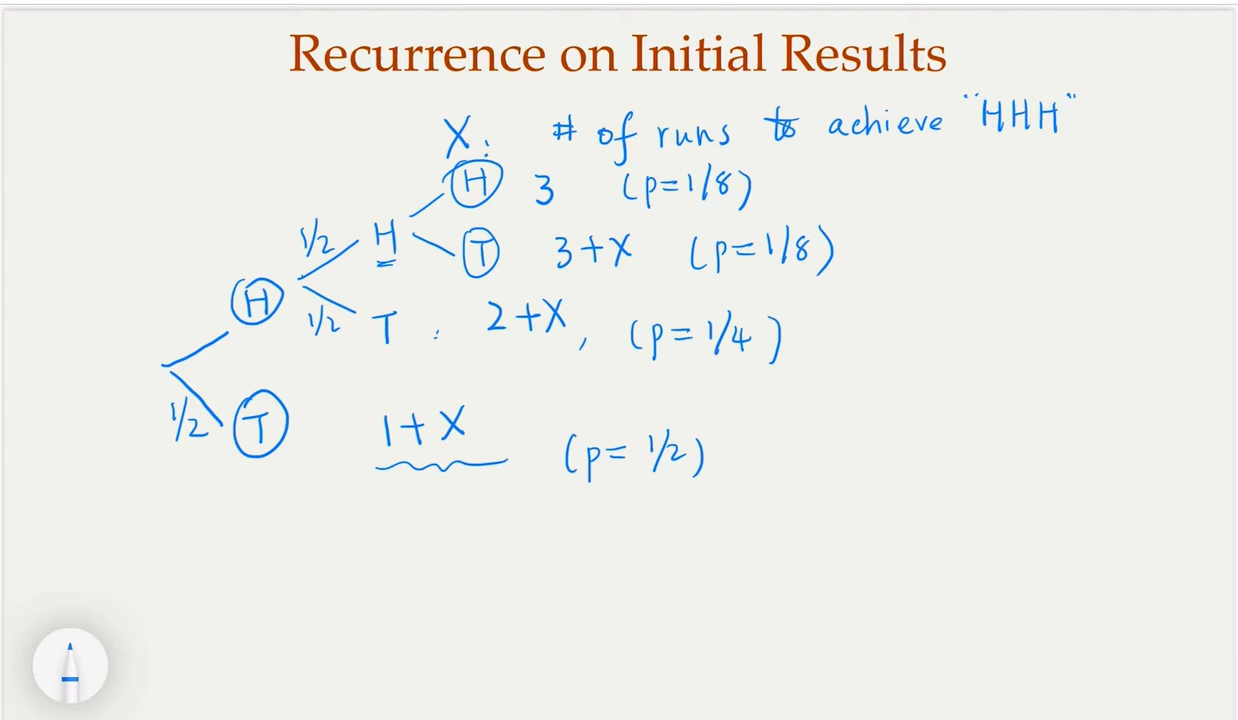 Recurrence on Initial Results
X: # of runs to achieve "HHH"
H 3 (p=1/8)
1/2 H T 3+X (p=1/8)
H 1/2 T : 2+X, (p=1/4)
1/2 T 1+X (p=1/2)